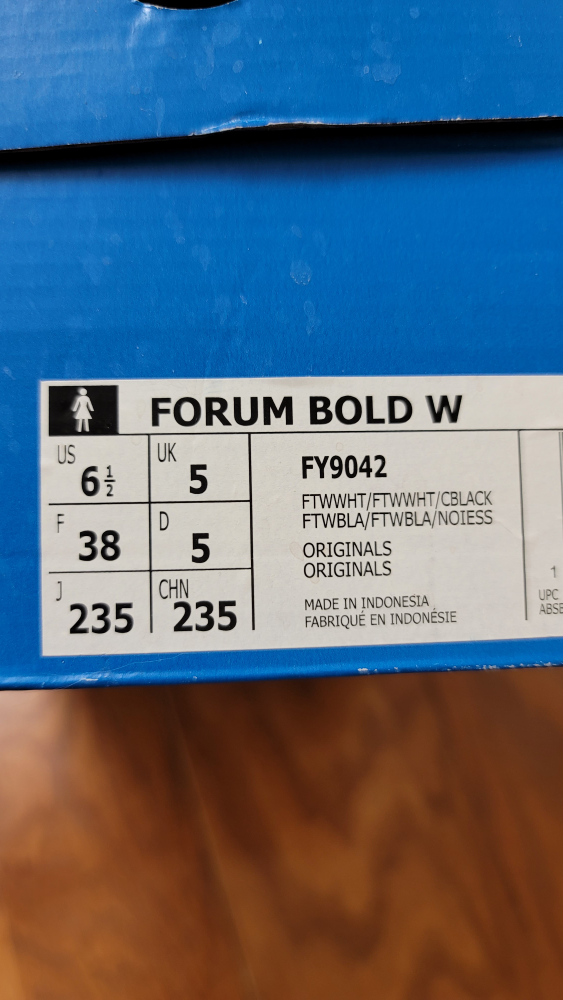 FORUM BOLD W
US 6½
UK 5
F 38
D 5
J 235
CHN 235
FY9042
FTWWHT/FTWWHT/CBLACK
FTWBLA/FTWBLA/NOIESS
ORIGINALS
ORIGINALS
MADE IN INDONESIA
FABRIQUÉ EN INDONÉSIE
1
UPC
ABSE